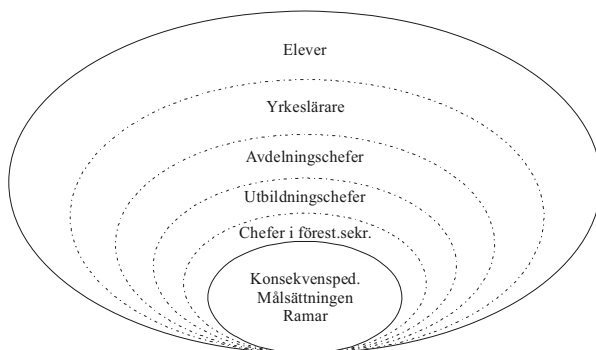 Elever
Yrkeslärare
Avdelningschefer
Utbildningschefer
Chefer i förest.sekr.
Konsekvensped.
Målsättningen
Ramar